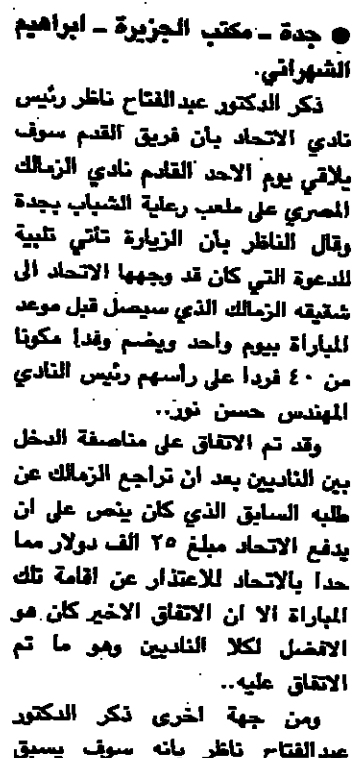 ● جدة ـ مكتب الجزيرة ـ ابراهيم
الشهراني.
ذكر الدكتور عبدالفتاح ناظر رئيس
نادي الاتحاد بأن فريق القدم سوف
يلاقي يوم الاحد القادم نادي الزمالك
المصري على ملعب رعاية الشباب بجدة
وقال الناظر بأن الزيارة تأتي تلبية
للدعوة التي كان قد وجهها الاتحاد الى
شقيقه الزمالك الذي سيصل قبل موعد
المباراة بيوم واحد ويضم وفدا مكونا
من ٤٠ فردا على رأسهم رئيس النادي
المهندس حسن نور..
وقد تم الاتفاق على مناصفة الدخل
بين الناديين بعد ان تراجع الزمالك عن
طلبه السابق الذي كان ينص على ان
يدفع الاتحاد مبلغ ٢٥ الف دولار مما
حدا بالاتحاد للاعتذار عن اقامة تلك
المباراة الا ان الاتفاق الاخير كان هو
الافضل لكلا الناديين وهو ما تم
الاتفاق عليه..
ومن جهة اخرى ذكر الدكتور
عبدالفتاح ناظر بانه سوف يسبق